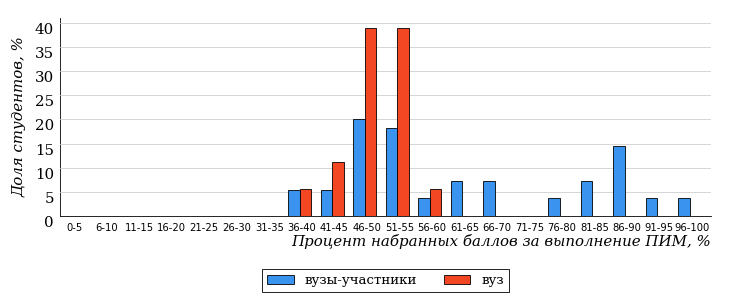 Доля студентов, %
40
35
30
25
20
15
10
5
0
0-5 6-10 11-15 16-20 21-25 26-30 31-35 36-40 41-45 46-50 51-55 56-60 61-65 66-70 71-75 76-80 81-85 86-90 91-95 96-100
Процент набранных баллов за выполнение ПИМ, %
вузы-участники вуз